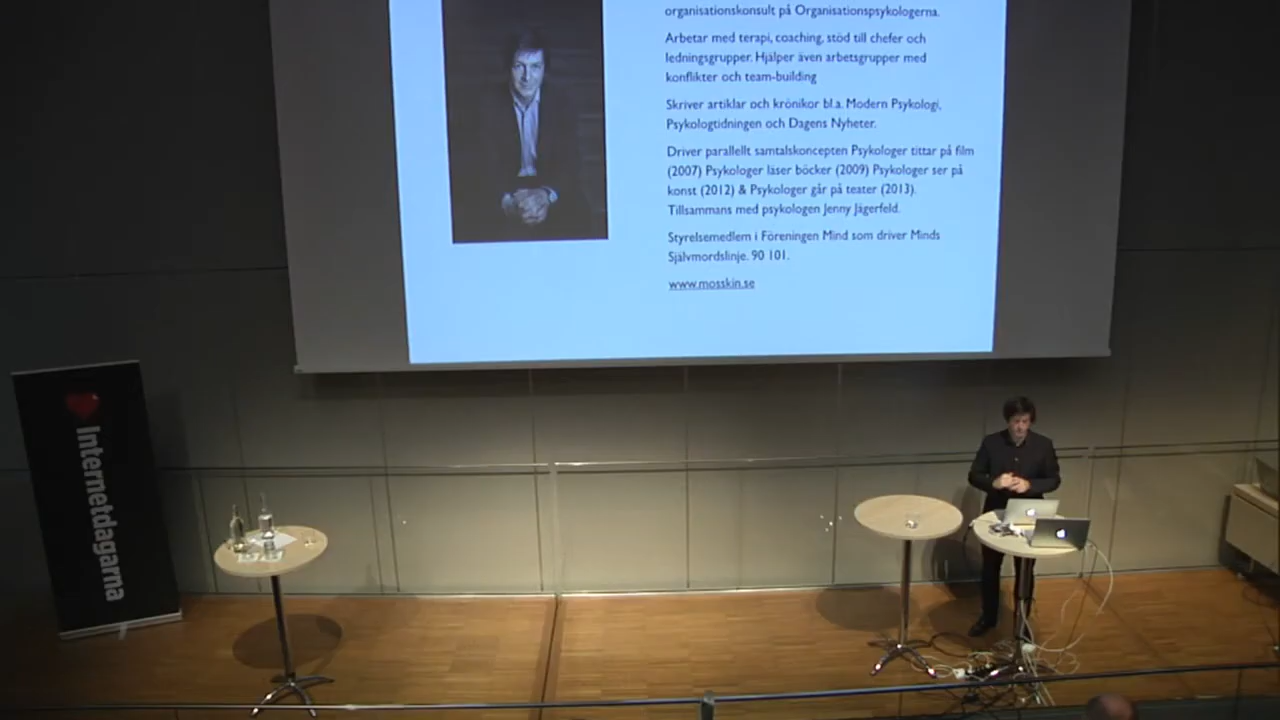 organisationskonsult på Organisationspsykologerna.
Arbetar med terapi, coaching, stöd till chefer och
ledningsgrupper. Hjälper även arbetsgrupper med
konflikter och team-building
Skriver artiklar och krönikor bl.a. Modern Psykologi,
Psykologtidningen och Dagens Nyheter.
Driver parallellt samtalskoncepten Psykologer tittar på film
(2007) Psykologer läser böcker (2009) Psykologer ser på
konst (2012) & Psykologer går på teater (2013).
Tillsammans med psykologen Jenny Jägerfeld.
Styrelsemedlem i Föreningen Mind som driver Minds
Självmordslinje. 90 101.
www.mosskin.se
Internetdagarna